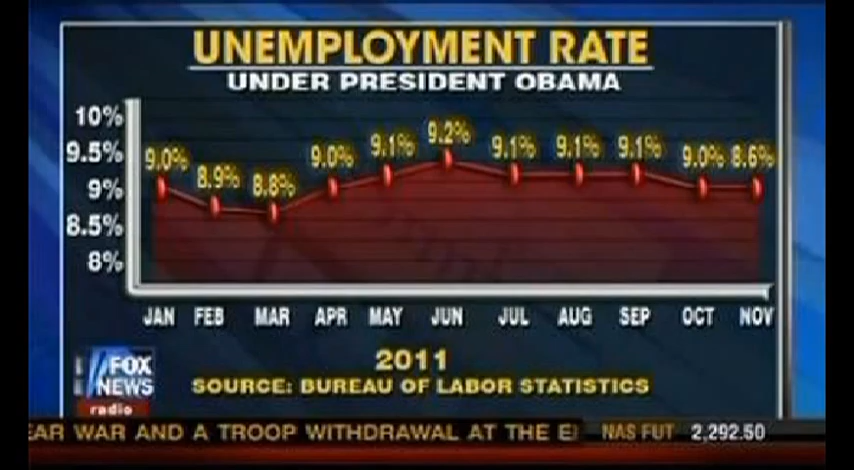 UNEMPLOYMENT RATE
UNDER PRESIDENT OBAMA
10%
9.5%
9%
8.5%
8%
9.0% 8.9% 8.8% 9.0% 9.1% 9.2% 9.1% 9.1% 9.1% 9.0% 8.6%
JAN FEB MAR APR MAY JUN JUL AUG SEP OCT NOV
2011
SOURCE: BUREAU OF LABOR STATISTICS
FOX
NEWS
radio
EAR WAR AND A TROOP WITHDRAWAL AT THE NAS FUT 2,292.50